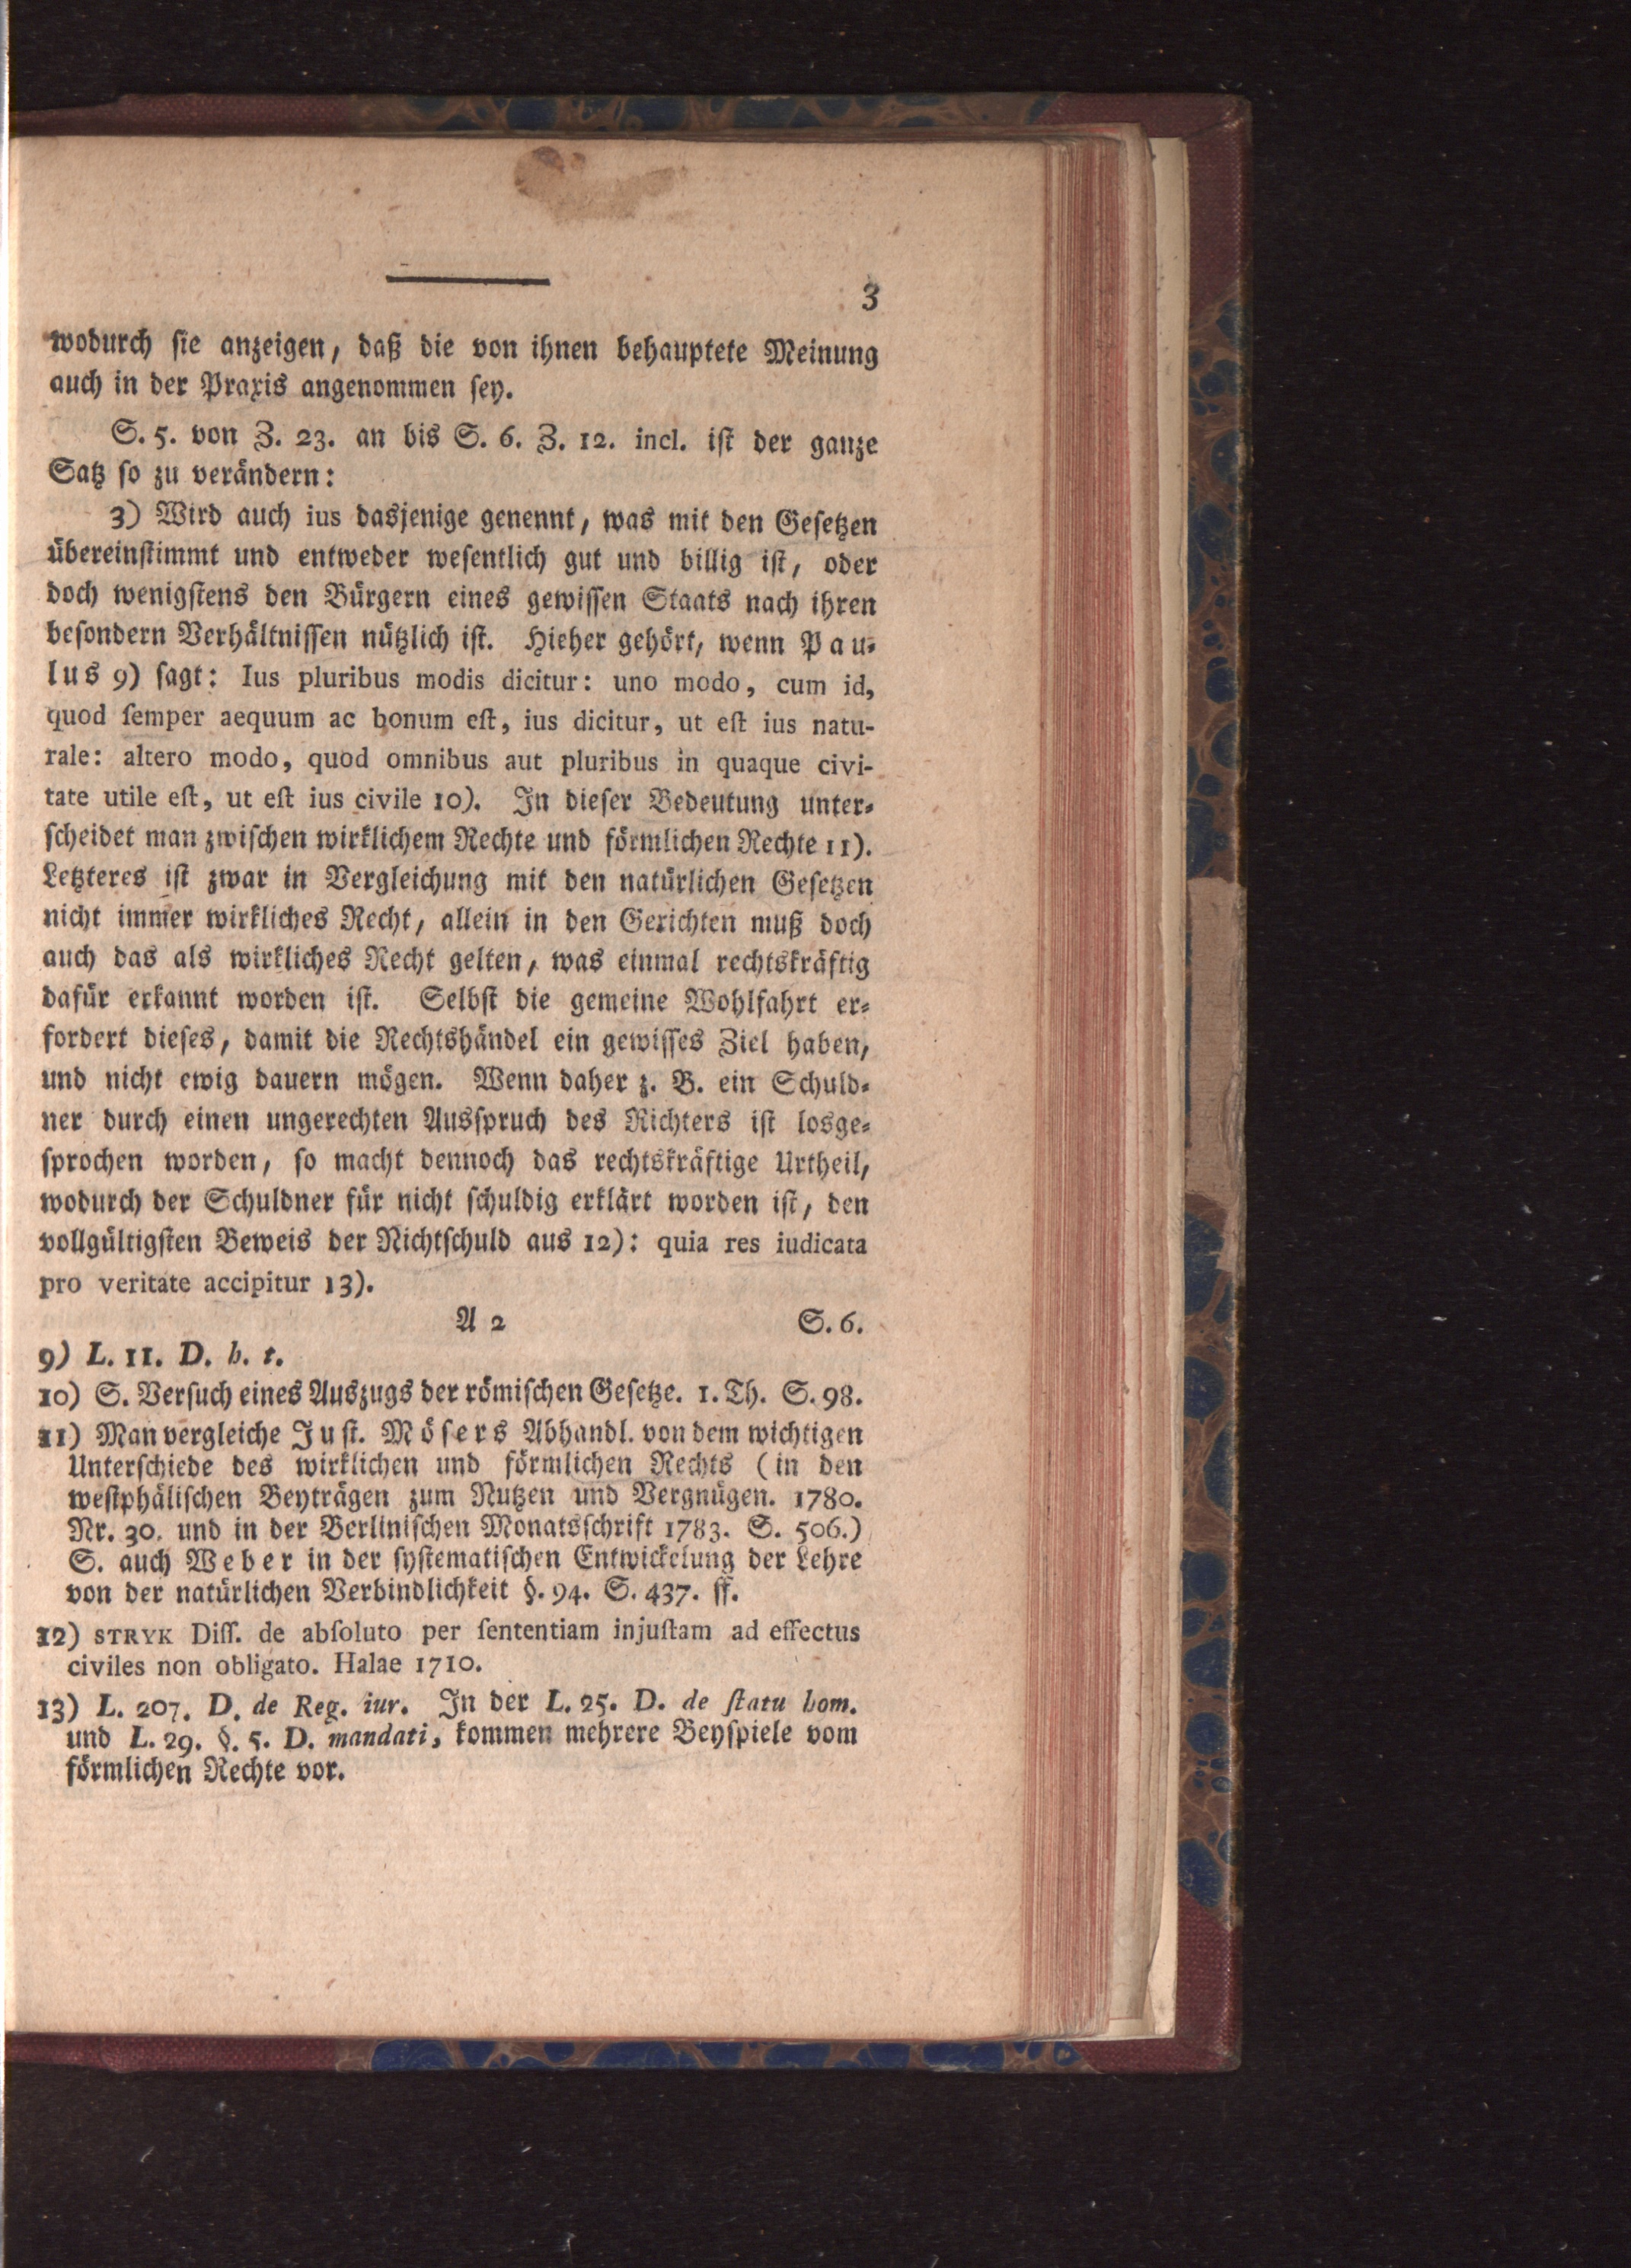 3
wodurch ſie anzeigen, daß die von ihnen behauptete Meinung
auch in der Praxis angenommen ſey.
S. 5. von Z. 23. an bis S. 6. Z. 12. incl. iſt der ganze
Satz ſo zu verändern:
3) Wird auch ius dasjenige genennt, was mit den Geſetzen
übereinſtimmt und entweder weſentlich gut und billig iſt, oder
doch wenigſtens den Bürgern eines gewiſſen Staats nach ihren
beſondern Verhältniſſen nützlich iſt. Hieher gehört, wenn Pau⸗
lus 9) ſagt: Ius pluribus modis dicitur: uno modo, cum id,
quod ſemper aequum ac bonum eſt, ius dicitur, ut eſt ius natu-
rale: altero modo, quod omnibus aut pluribus in quaque civi-
tate utile eſt, ut eſt ius civile 10). In dieſer Bedeutung unter⸗
ſcheidet man zwiſchen wirklichem Rechte und förmlichen Rechte 11).
Letzteres iſt zwar in Vergleichung mit den natürlichen Geſetzen
nicht immer wirkliches Recht, allein in den Gerichten muß doch
auch das als wirkliches Recht gelten, was einmal rechtskräftig
dafür erkannt worden iſt. Selbſt die gemeine Wohlfahrt er⸗
fordert dieſes, damit die Rechtshändel ein gewiſſes Ziel haben,
und nicht ewig dauern mögen. Wenn daher z. B. ein Schuld⸗
ner durch einen ungerechten Ausſpruch des Richters iſt losge⸗
ſprochen worden, ſo macht dennoch das rechtskräftige Urtheil,
wodurch der Schuldner für nicht ſchuldig erklärt worden iſt, den
vollgültigſten Beweis der Nichtſchuld aus 12): quia res iudicata
pro veritate accipitur 13).
A 2 S. 6.
9) L. 11. D. h. t.
10) S. Verſuch eines Auszugs der römiſchen Geſetze. 1. Th. S. 98.
11) Man vergleiche Juſt. Möſers Abhandl. von dem wichtigen
Unterſchiede des wirklichen und förmlichen Rechts (in den
weſtphäliſchen Beyträgen zum Nutzen und Vergnügen. 1780.
Nr. 30. und in der Berliniſchen Monatsſchrift 1783. S. 506.)
S. auch Weber in der ſyſtematiſchen Entwickelung der Lehre
von der natürlichen Verbindlichkeit §. 94. S. 437. ff.
12) STRYK Diſſ. de abſoluto per ſententiam injuſtam ad effectus
civiles non obligato. Halae 1710.
13) L. 207. D. de Reg. iur. In der L. 25. D. de ſtatu hom.
und L. 29. §. 5. D. mandati, kommen mehrere Beyſpiele vom
förmlichen Rechte vor.